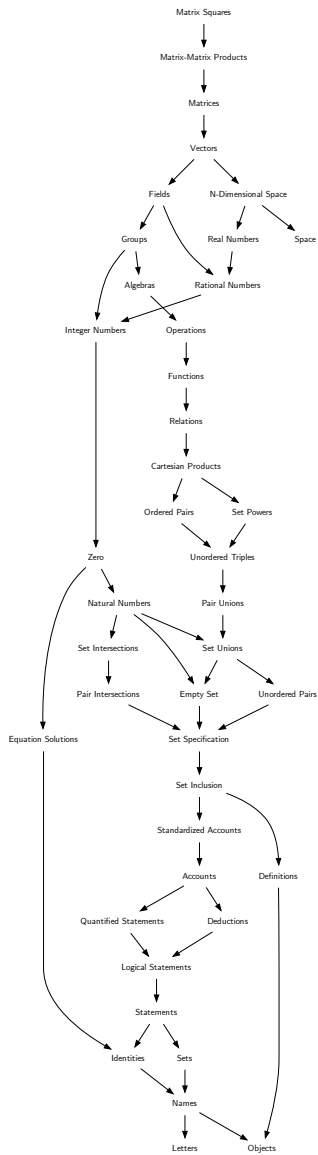 Matrix Squares
Matrix-Matrix Products
Matrices
Vectors
Fields
N-Dimensional Space
Groups
Real Numbers
Space
Algebras
Rational Numbers
Integer Numbers
Operations
Functions
Relations
Cartesian Products
Ordered Pairs
Set Powers
Zero
Unordered Triples
Natural Numbers
Pair Unions
Set Intersections
Set Unions
Pair Intersections
Empty Set
Unordered Pairs
Equation Solutions
Set Specification
Set Inclusion
Standardized Accounts
Accounts
Definitions
Quantified Statements
Deductions
Logical Statements
Statements
Identities
Sets
Names
Letters
Objects